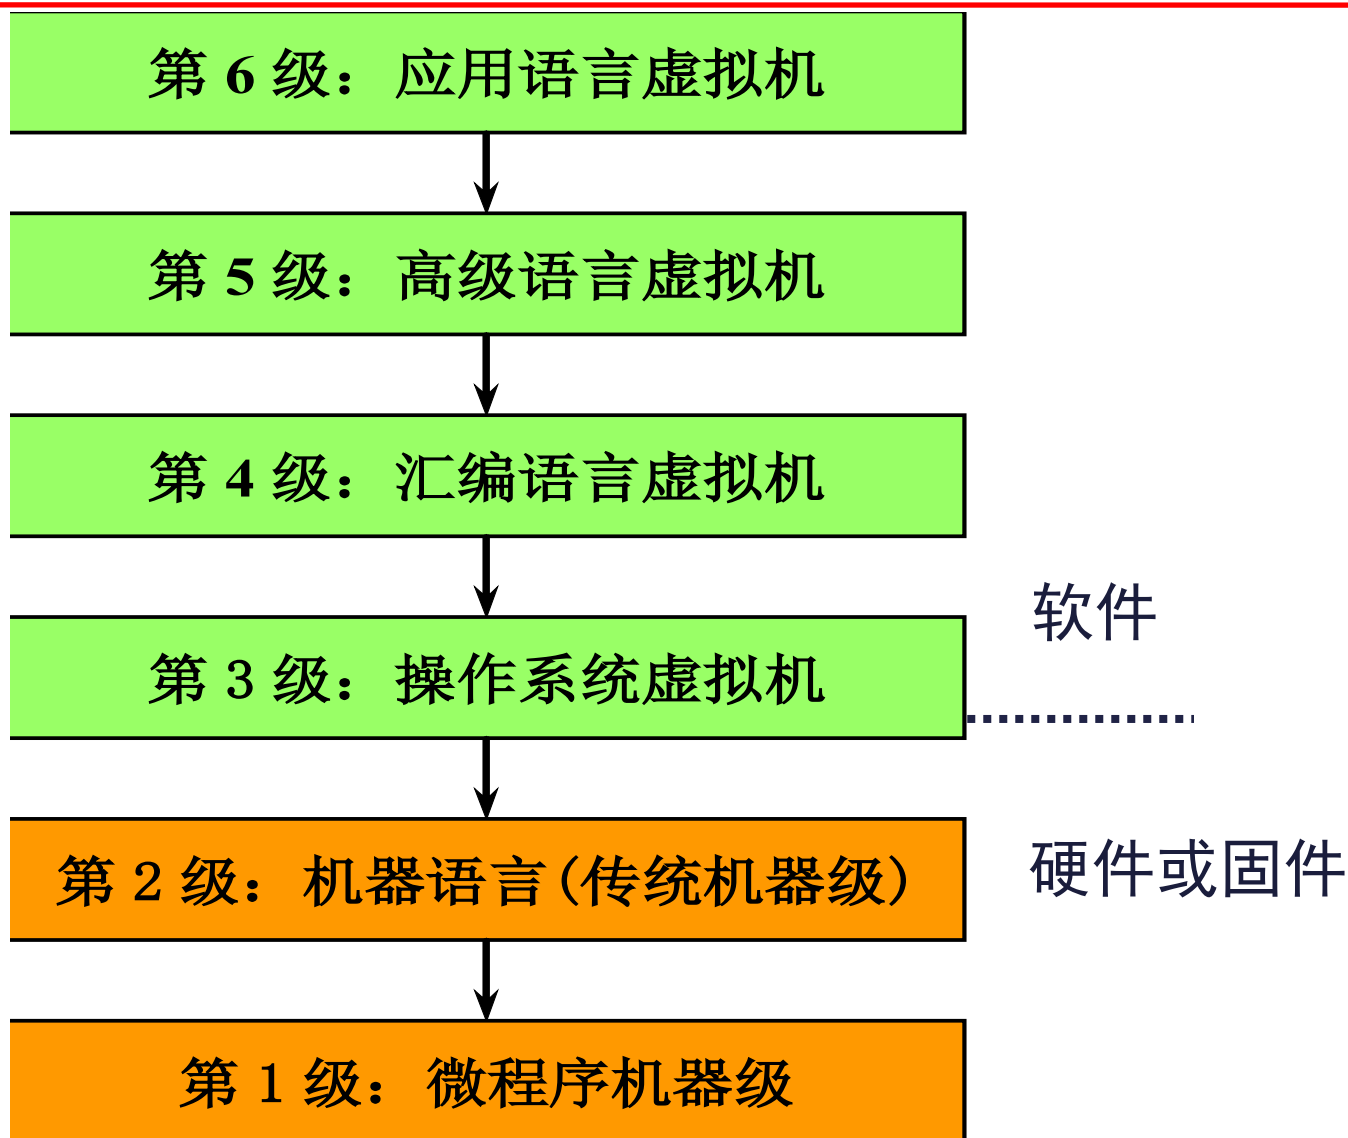 第 6 级：应用语言虚拟机
第 5 级：高级语言虚拟机
第 4 级：汇编语言虚拟机
软件
第 3 级：操作系统虚拟机
第 2 级：机器语言(传统机器级)
硬件或固件
第 1 级：微程序机器级